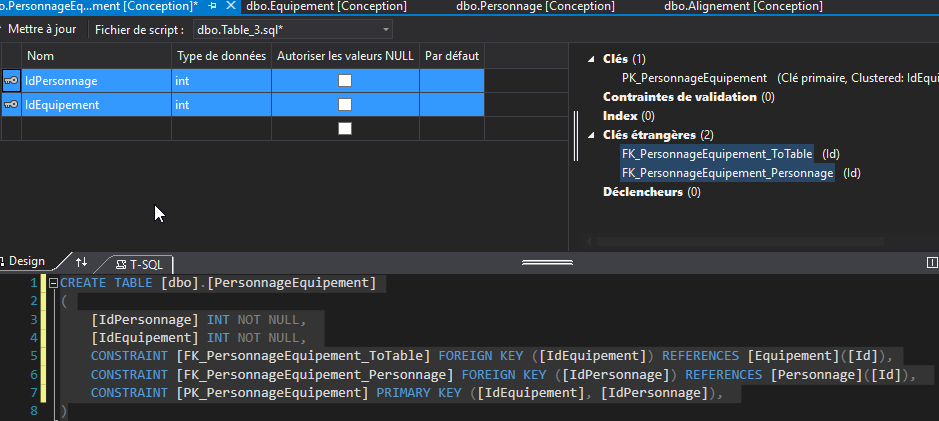 o.PersonnageEq...ment [Conception]* dbo.Equipement [Conception] dbo.Personnage [Conception] dbo.Alignement [Conception]
Mettre à jour Fichier de script : dbo.Table_3.sql*
Nom Type de données Autoriser les valeurs NULL Par défaut
IdPersonnage int
IdEquipement int
Clés (1)
PK_PersonnageEquipement (Clé primaire, Clustered: IdEqui
Contraintes de validation (0)
Index (0)
Clés étrangères (2)
FK_PersonnageEquipement_ToTable (Id)
FK_PersonnageEquipement_Personnage (Id)
Déclencheurs (0)
Design T-SQL
1 CREATE TABLE [dbo].[PersonnageEquipement]
2 (
3 [IdPersonnage] INT NOT NULL,
4 [IdEquipement] INT NOT NULL,
5 CONSTRAINT [FK_PersonnageEquipement_ToTable] FOREIGN KEY ([IdEquipement]) REFERENCES [Equipement]([Id]),
6 CONSTRAINT [FK_PersonnageEquipement_Personnage] FOREIGN KEY ([IdPersonnage]) REFERENCES [Personnage]([Id]),
7 CONSTRAINT [PK_PersonnageEquipement] PRIMARY KEY ([IdEquipement], [IdPersonnage]),
8 )